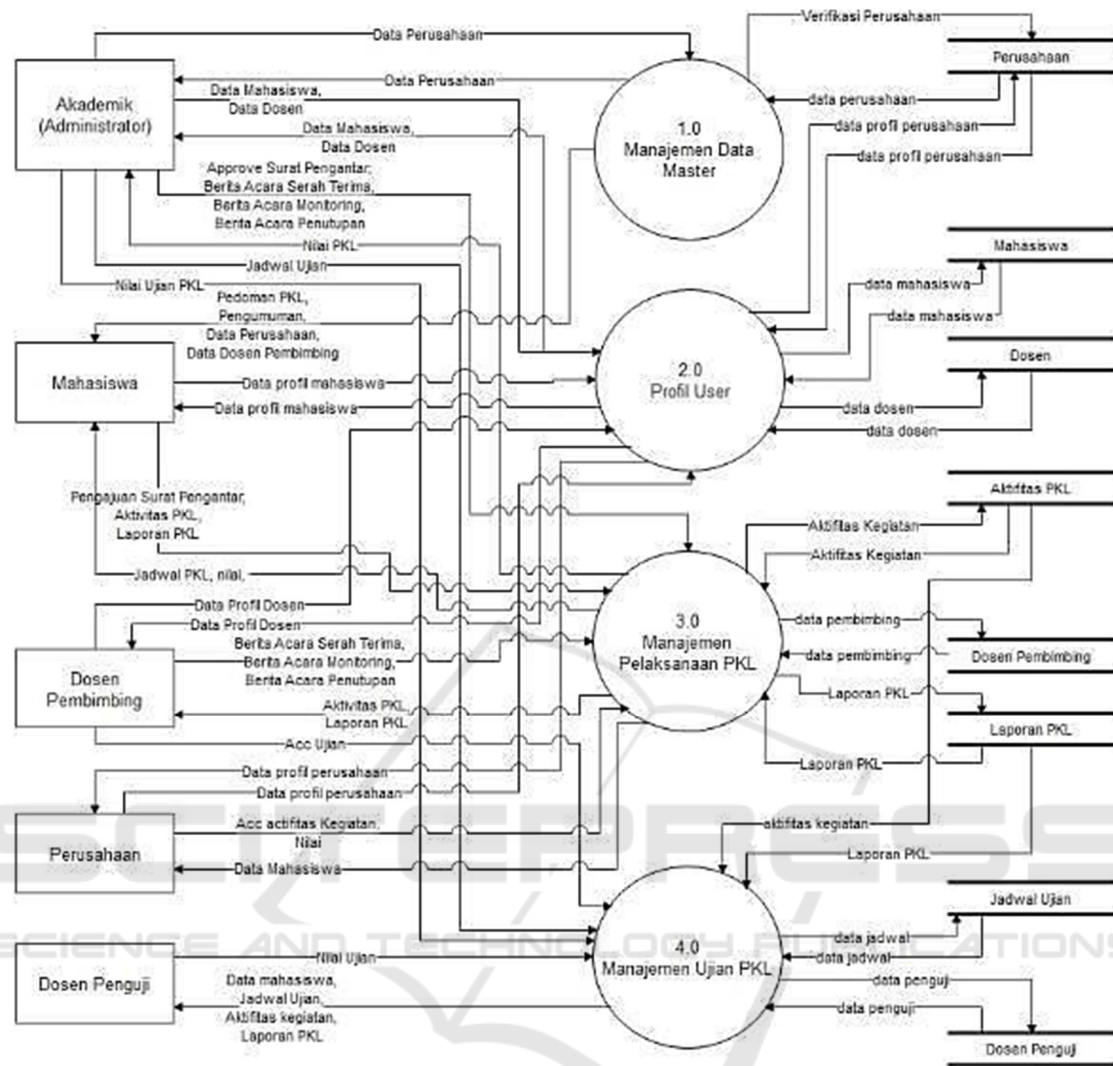 Verifikasi Perusahaan
Data Perusahaan
Perusahaan
Akademik
(Administrator)
Data Perusahaan
Data Mahasiswa,
Data Dosen
data perusahaan
1.0
Manajemen Data
Master
data profil perusahaan
Data Mahasiswa,
Data Dosen
data profil perusahaan
Approve Surat Pengantar,
Berita Acara Serah Terima,
Berita Acara Monitoring,
Berita Acara Penutupan
Nilai PKL
Mahasiswa
Jadwal Ujian
Nilai Ujian PKL
data mahasiswa
Pedoman PKL,
Pengumuman,
Data Perusahaan,
Data Dosen Pembimbing
data mahasiswa
Dosen
Mahasiswa
2.0
Profil User
Data profil mahasiswa
Data profil mahasiswa
data dosen
data dosen
Aktifitas PKL
Pengajuan Surat Pengantar,
Aktivitas PKL,
Laporan PKL
Aktifitas Kegiatan
Aktifitas Kegiatan
Jadwal PKL, nilai,
Data Profil Dosen
Data Profil Dosen
3.0
Manajemen
Pelaksanaan PKL
data pembimbing
data pembimbing
Dosen Pembimbing
Berita Acara Serah Terima,
Berita Acara Monitoring,
Berita Acara Penutupan
Dosen
Pembimbing
Laporan PKL
Aktivitas PKL,
Laporan PKL
Laporan PKL
Acc Ujian
Laporan PKL
Data profil perusahaan
Data profil perusahaan
SCITEPRESS
Acc actifitas Kegiatan,
Nilai
aktifitas kegiatan
Perusahaan
Data Mahasiswa
Laporan PKL
Jadwal Ujian
SCIENCE AND TECHNOLOGY PUBLICATIONS
data jadwal
4.0
Manajemen Ujian PKL
Nilai Ujian
data jadwal
Dosen Penguji
Data mahasiswa,
Jadwal Ujian,
Aktifitas kegiatan,
Laporan PKL
data penguji
data penguji
Dosen Penguji